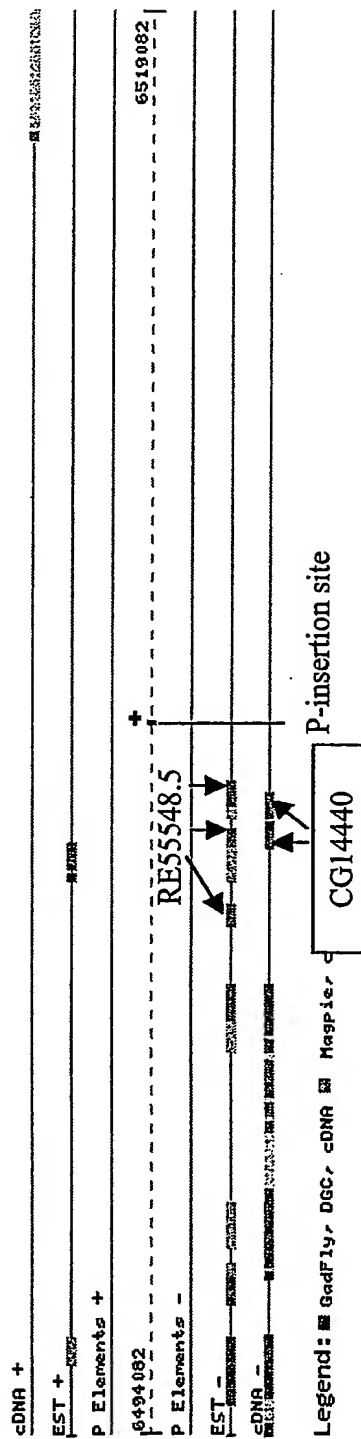 cDNA +
EST +
P Elements +
6494082 6519082
+
P Elements -
RE55548.5
EST -
cDNA -
P-insertion site
CG14440
Legend: GadFly, DGC, cDNA Magpie, c